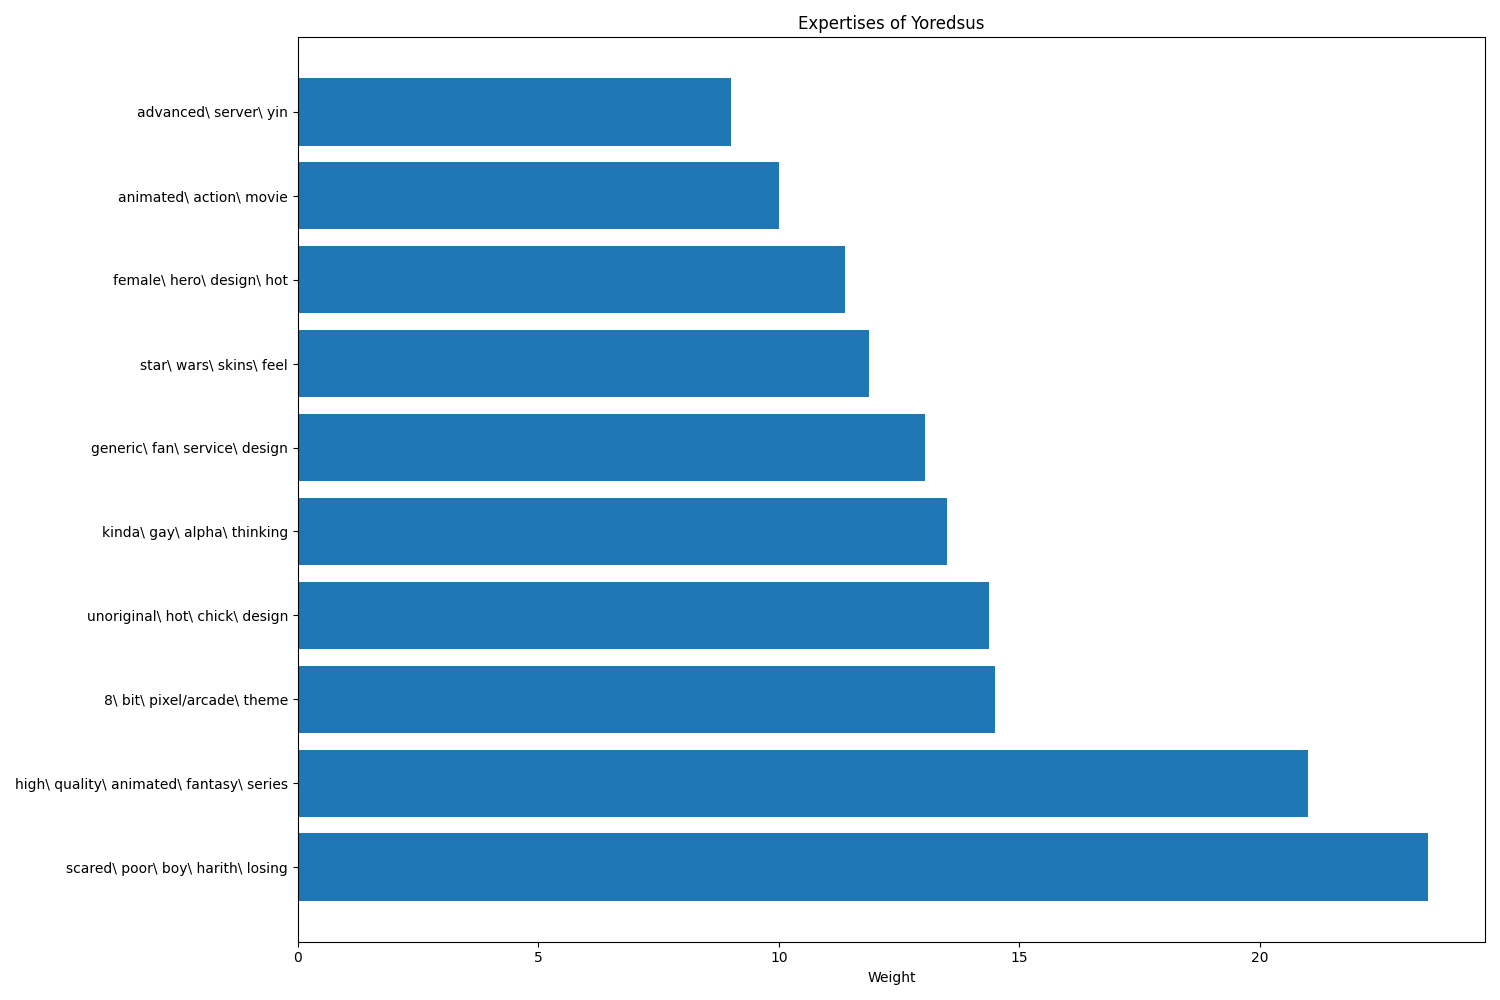 Expertises of Yoredsus
advanced\ server\ yin
animated\ action\ movie
female\ hero\ design\ hot
star\ wars\ skins\ feel
generic\ fan\ service\ design
kinda\ gay\ alpha\ thinking
unoriginal\ hot\ chick\ design
8\ bit\ pixel/arcade\ theme
high\ quality\ animated\ fantasy\ series
scared\ poor\ boy\ harith\ losing
0 5 10 15 20
Weight